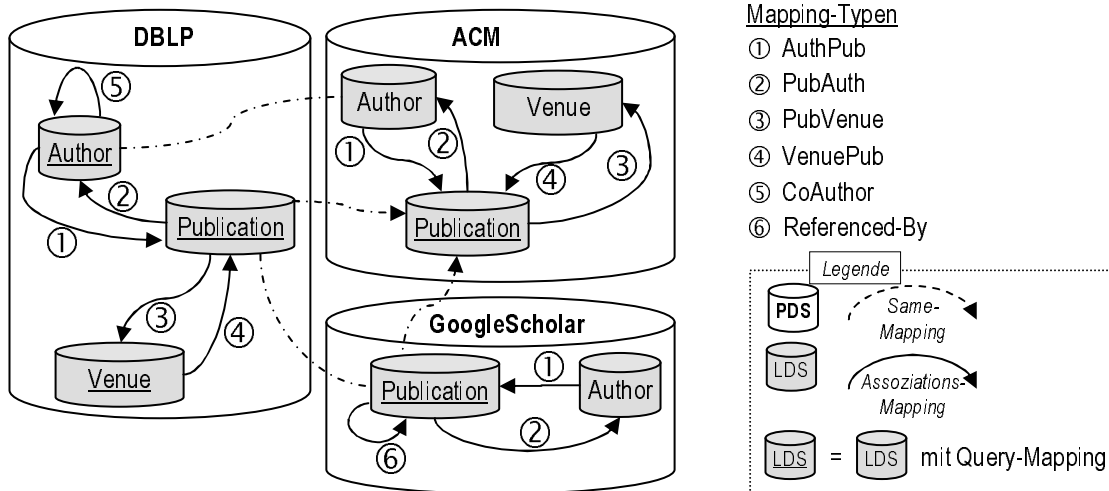 DBLP
⑤
Author
②
Publication
①
③
④
Venue
ACM
Author
Venue
①
②
④
③
Publication
GoogleScholar
①
Publication
Author
②
⑥
Mapping-Typen
① AuthPub
② PubAuth
③ PubVenue
④ VenuePub
⑤ CoAuthor
⑥ Referenced-By
Legende
PDS
Same-
Mapping
LDS
Assoziations-
Mapping
LDS = LDS mit Query-Mapping